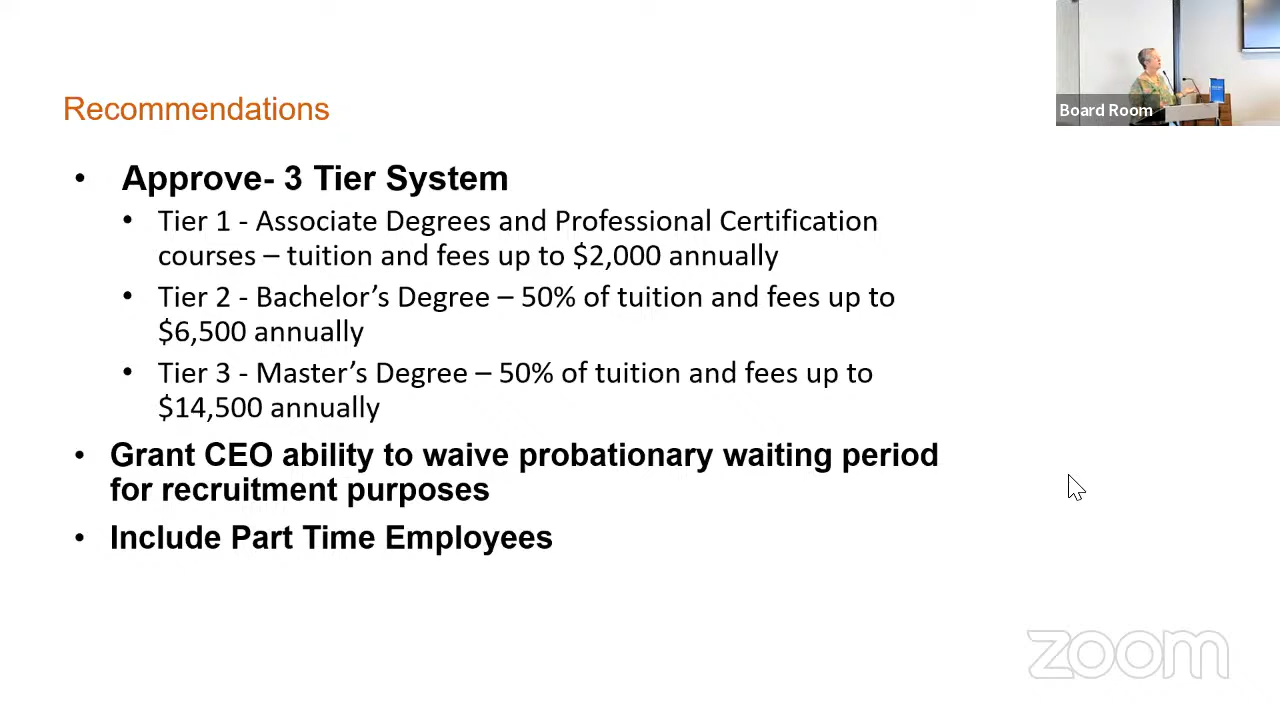 Board Room
Recommendations
• Approve- 3 Tier System
• Tier 1 - Associate Degrees and Professional Certification
courses – tuition and fees up to $2,000 annually
• Tier 2 - Bachelor’s Degree – 50% of tuition and fees up to
$6,500 annually
• Tier 3 - Master’s Degree – 50% of tuition and fees up to
$14,500 annually
• Grant CEO ability to waive probationary waiting period
for recruitment purposes
• Include Part Time Employees
zoom